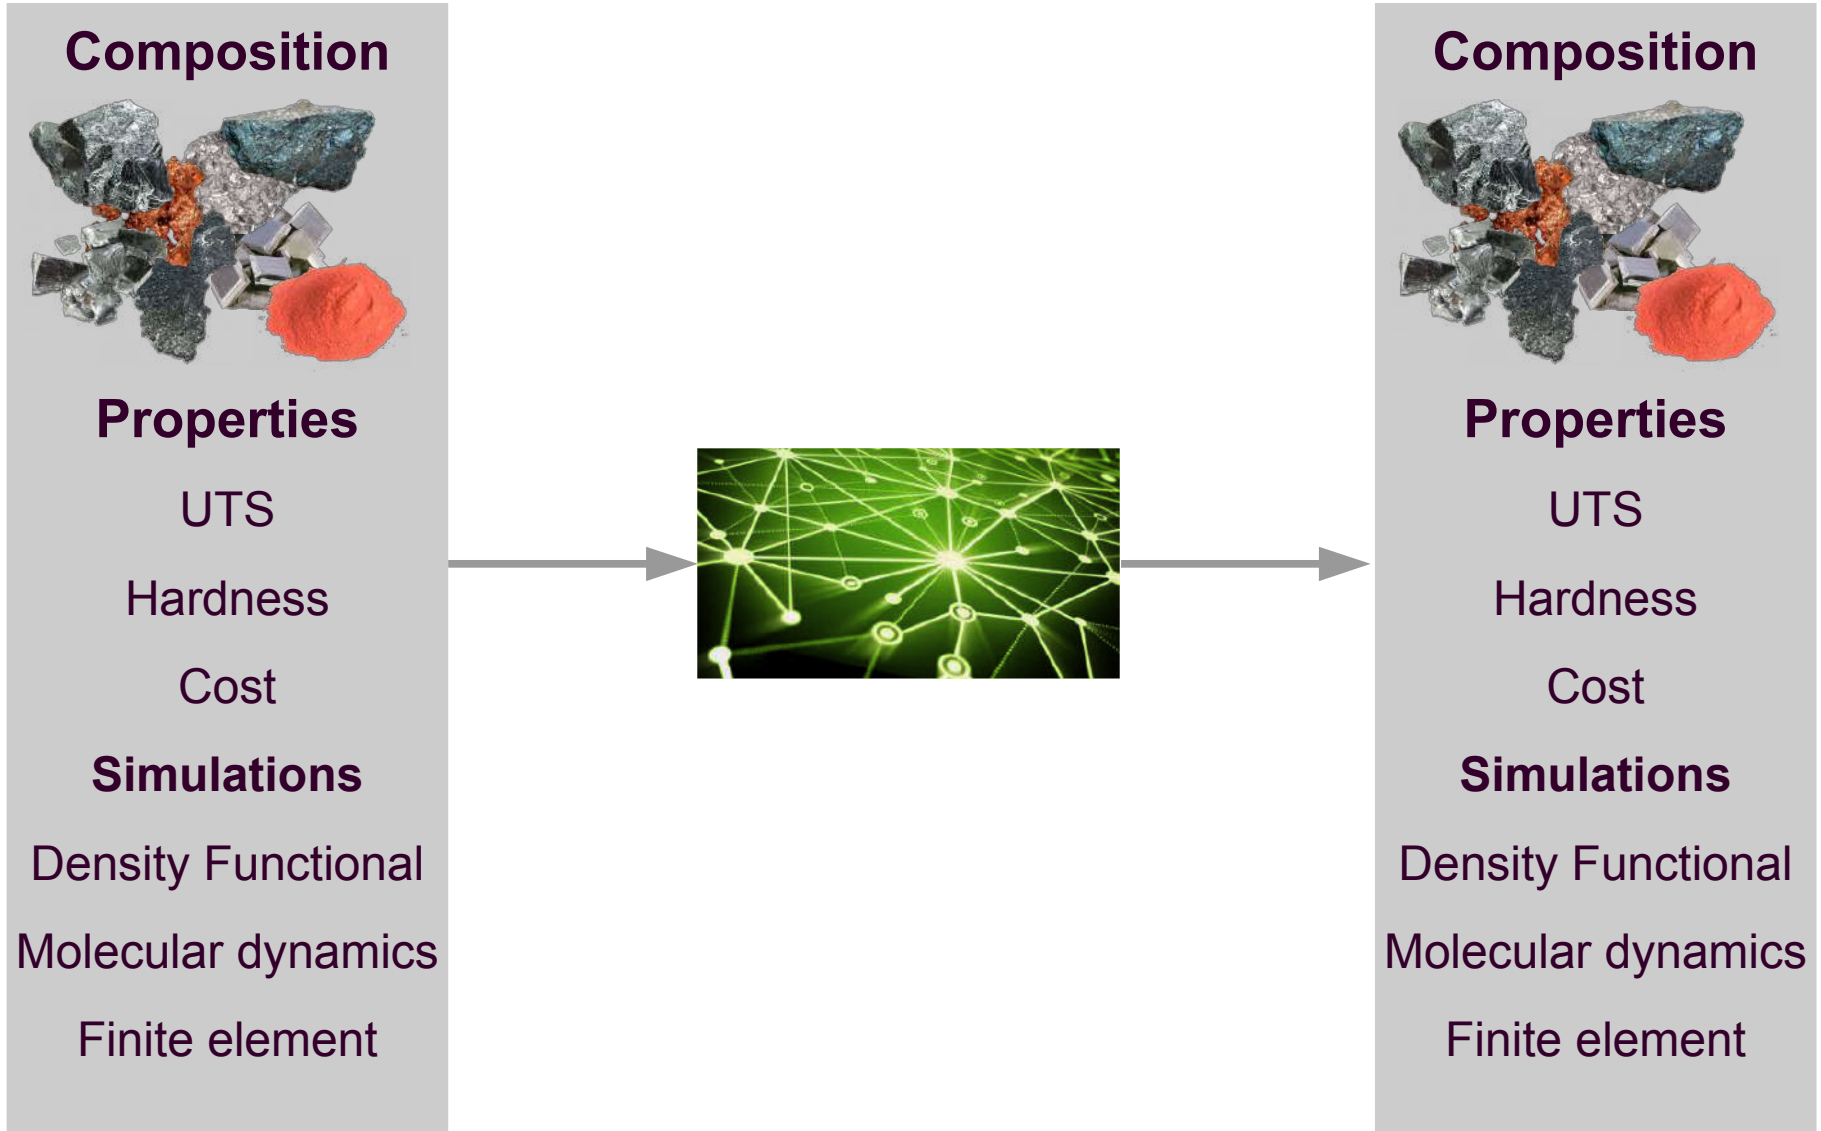 Composition
Properties
UTS
Hardness
Cost
Simulations
Density Functional
Molecular dynamics
Finite element
Composition
Properties
UTS
Hardness
Cost
Simulations
Density Functional
Molecular dynamics
Finite element